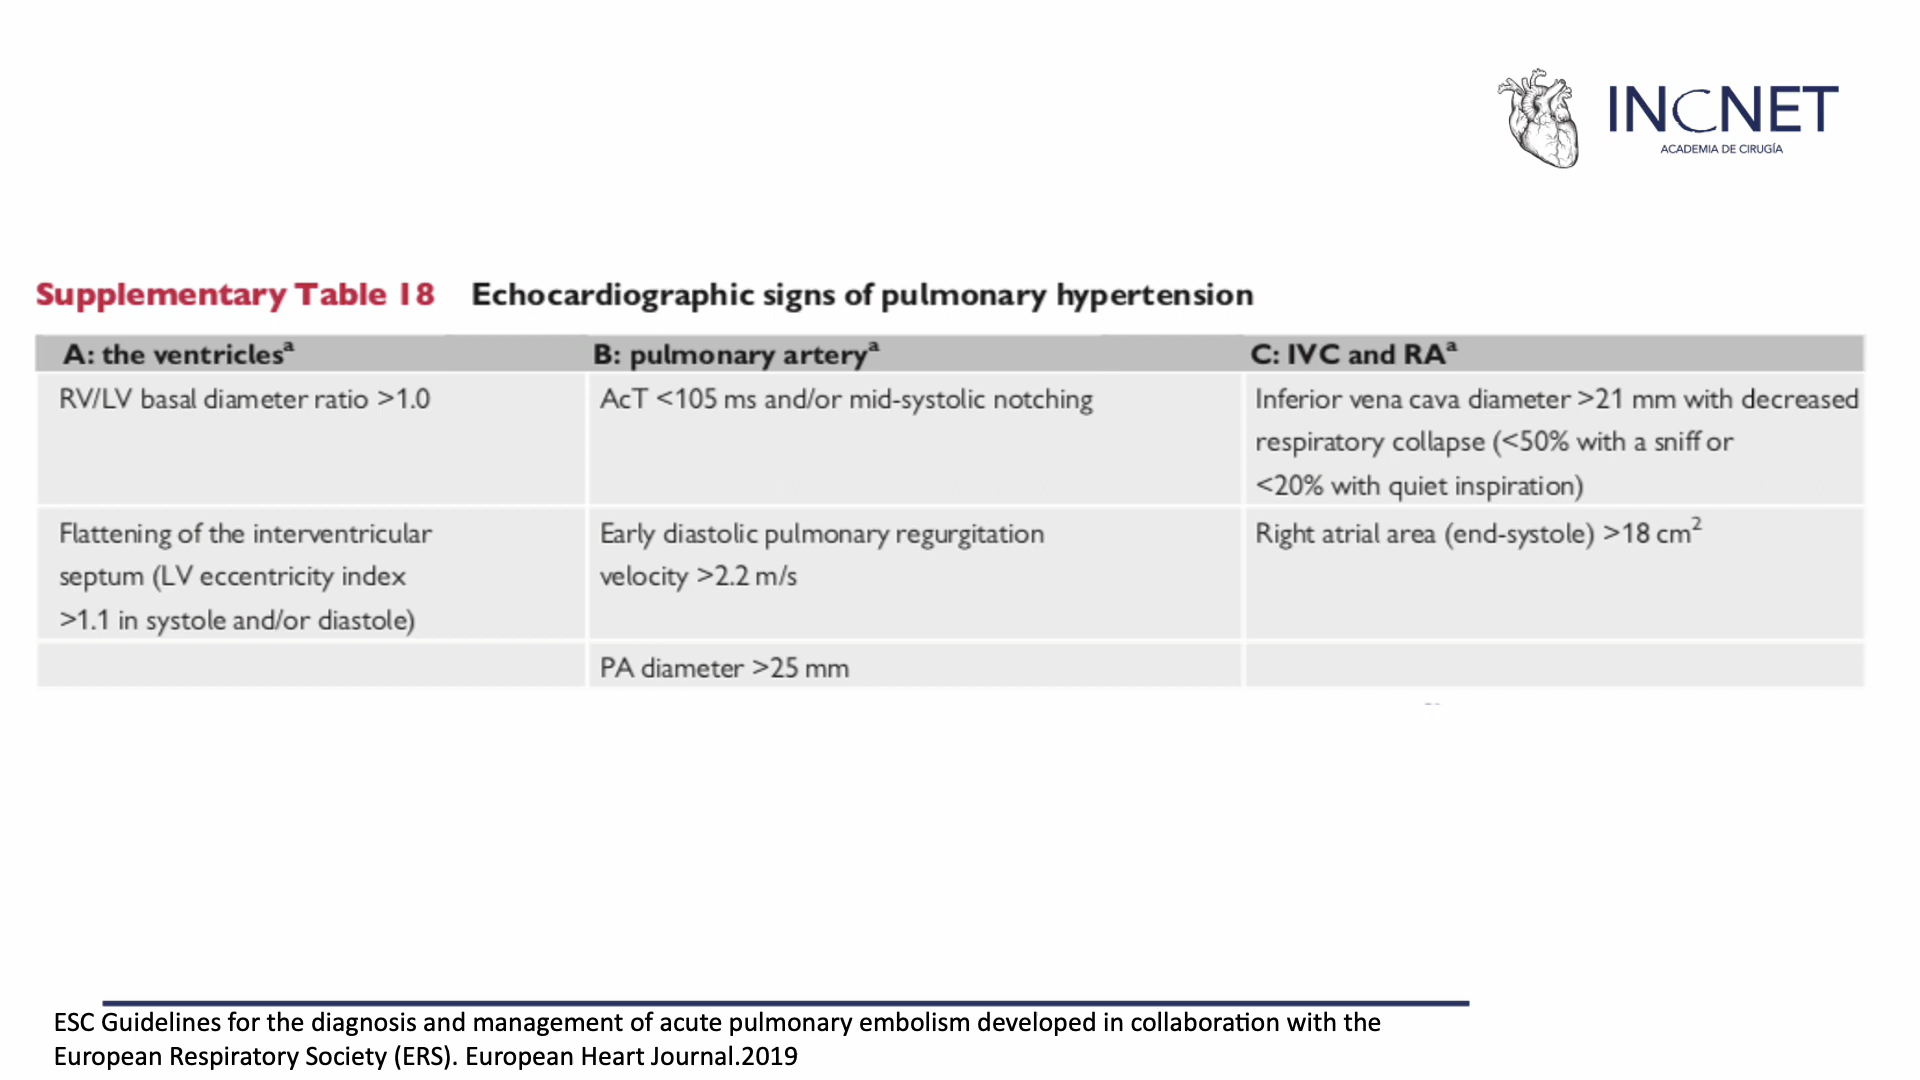 INCNET
ACADEMIA DE CIRUGÍA
Supplementary Table 18 Echocardiographic signs of pulmonary hypertension
A: the ventriclesᵃ
B: pulmonary arteryᵃ
C: IVC and RAᵃ
RV/LV basal diameter ratio >1.0
AcT <105 ms and/or mid-systolic notching
Inferior vena cava diameter >21 mm with decreased
respiratory collapse (<50% with a sniff or
<20% with quiet inspiration)
Flattening of the interventricular
septum (LV eccentricity index
>1.1 in systole and/or diastole)
Early diastolic pulmonary regurgitation
velocity >2.2 m/s
Right atrial area (end-systole) >18 cm²
PA diameter >25 mm
ESC Guidelines for the diagnosis and management of acute pulmonary embolism developed in collaboration with the
European Respiratory Society (ERS). European Heart Journal.2019